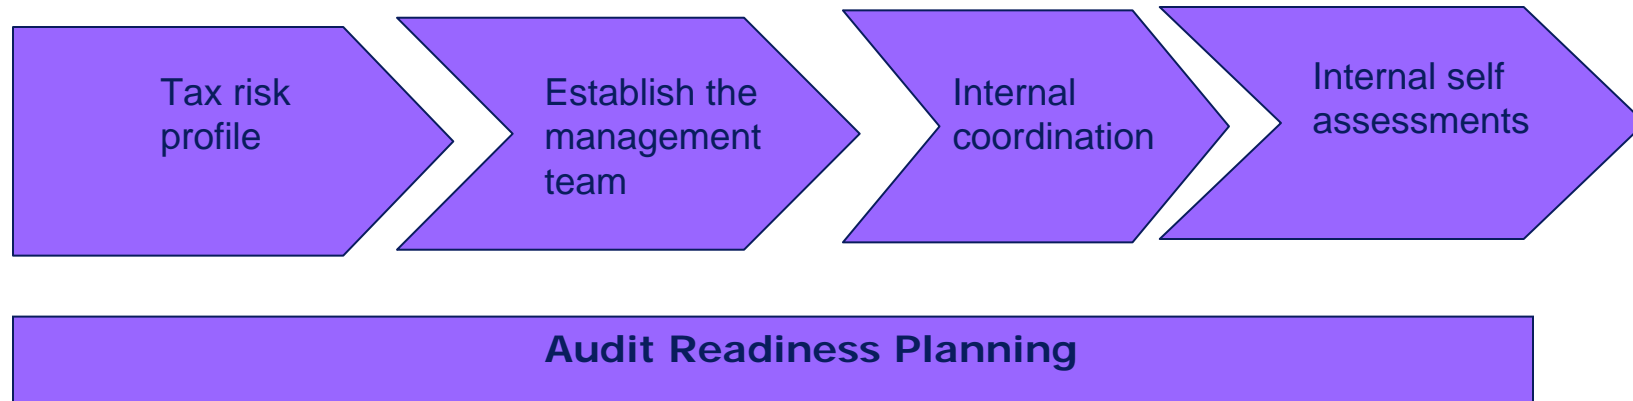 Tax risk
profile
Establish the
management
team
Internal
coordination
Internal self
assessments
Audit Readiness Planning